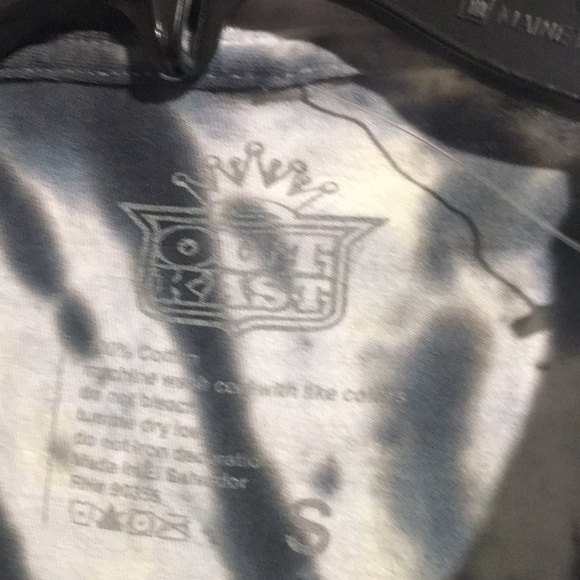 MAINE
OUT
KAST
Cotton
machine wash cold with like colors
do not bleach
tumble dry low
do not iron decoration
Made in El Salvador
S